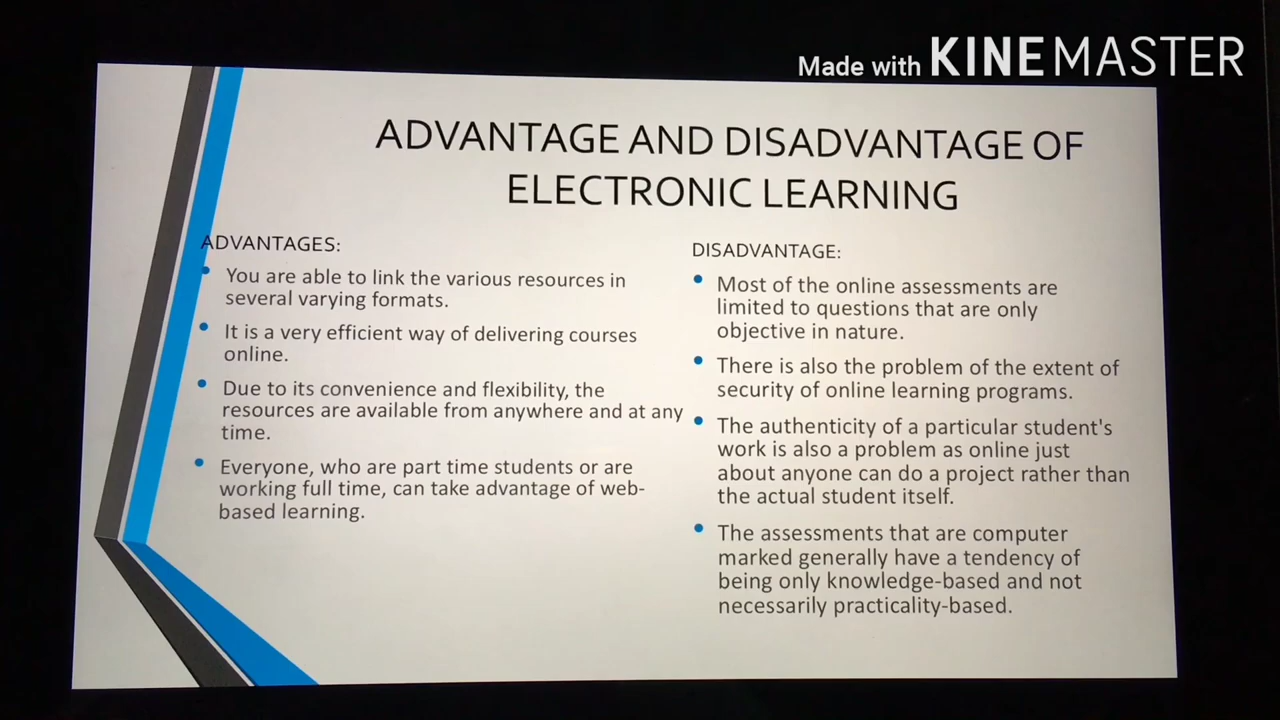 Made with KINEMASTER
ADVANTAGE AND DISADVANTAGE OF
ELECTRONIC LEARNING
ADVANTAGES:
• You are able to link the various resources in
several varying formats.
• It is a very efficient way of delivering courses
online.
• Due to its convenience and flexibility, the
resources are available from anywhere and at any
time.
• Everyone, who are part time students or are
working full time, can take advantage of web-
based learning.
DISADVANTAGE:
• Most of the online assessments are
limited to questions that are only
objective in nature.
• There is also the problem of the extent of
security of online learning programs.
• The authenticity of a particular student's
work is also a problem as online just
about anyone can do a project rather than
the actual student itself.
• The assessments that are computer
marked generally have a tendency of
being only knowledge-based and not
necessarily practicality-based.